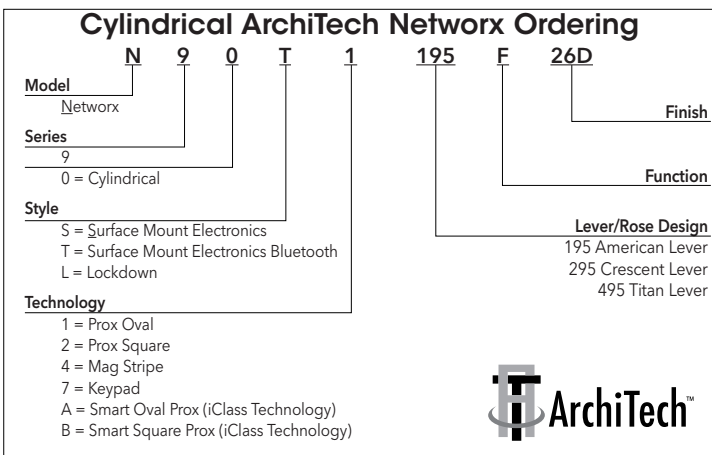 Cylindrical ArchiTech Networx Ordering
N 9 0 T 1 195 F 26D
Model
Networx
Series
9
0 = Cylindrical
Style
S = Surface Mount Electronics
T = Surface Mount Electronics Bluetooth
L = Lockdown
Technology
1 = Prox Oval
2 = Prox Square
4 = Mag Stripe
7 = Keypad
A = Smart Oval Prox (iClass Technology)
B = Smart Square Prox (iClass Technology)
Finish
Function
Lever/Rose Design
195 American Lever
295 Crescent Lever
495 Titan Lever
ArchiTech™